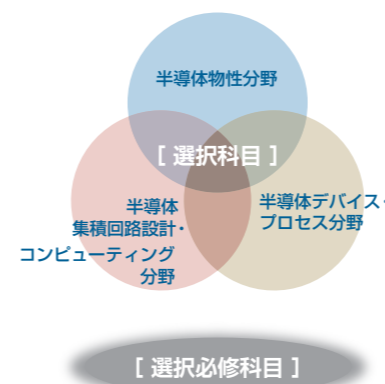 半導体物性分野
[ 選択科目 ]
半導体
集積回路設計・
コンピューティング
分野
半導体デバイス・
プロセス分野
[ 選択必修科目 ]